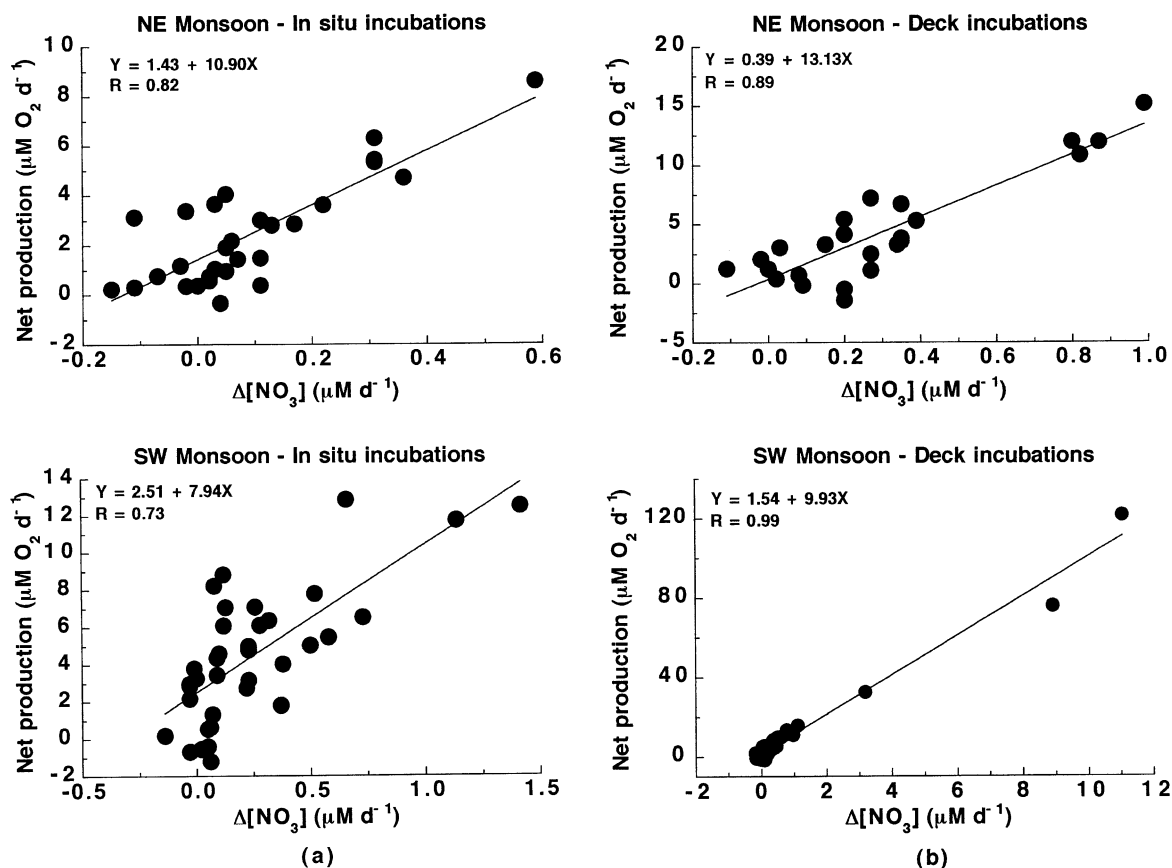 NE Monsoon - In situ incubations
Y = 1.43 + 10.90X
R = 0.82
Net production (μM O₂ d⁻¹)
10
8
6
4
2
0
-2
-0.2 0.0 0.2 0.4 0.6
Δ[NO₃] (μM d⁻¹)
NE Monsoon - Deck incubations
Y = 0.39 + 13.13X
R = 0.89
Net production (μM O₂ d⁻¹)
20
15
10
5
0
-5
-0.2 0.0 0.2 0.4 0.6 0.8 1.0
Δ[NO₃] (μM d⁻¹)
SW Monsoon - In situ incubations
Y = 2.51 + 7.94X
R = 0.73
Net production (μM O₂ d⁻¹)
14
12
10
8
6
4
2
0
-2
-0.5 0.0 0.5 1.0 1.5
Δ[NO₃] (μM d⁻¹)
(a)
SW Monsoon - Deck incubations
Y = 1.54 + 9.93X
R = 0.99
Net production (μM O₂ d⁻¹)
120
80
40
0
-2 0 2 4 6 8 10 12
Δ[NO₃] (μM d⁻¹)
(b)